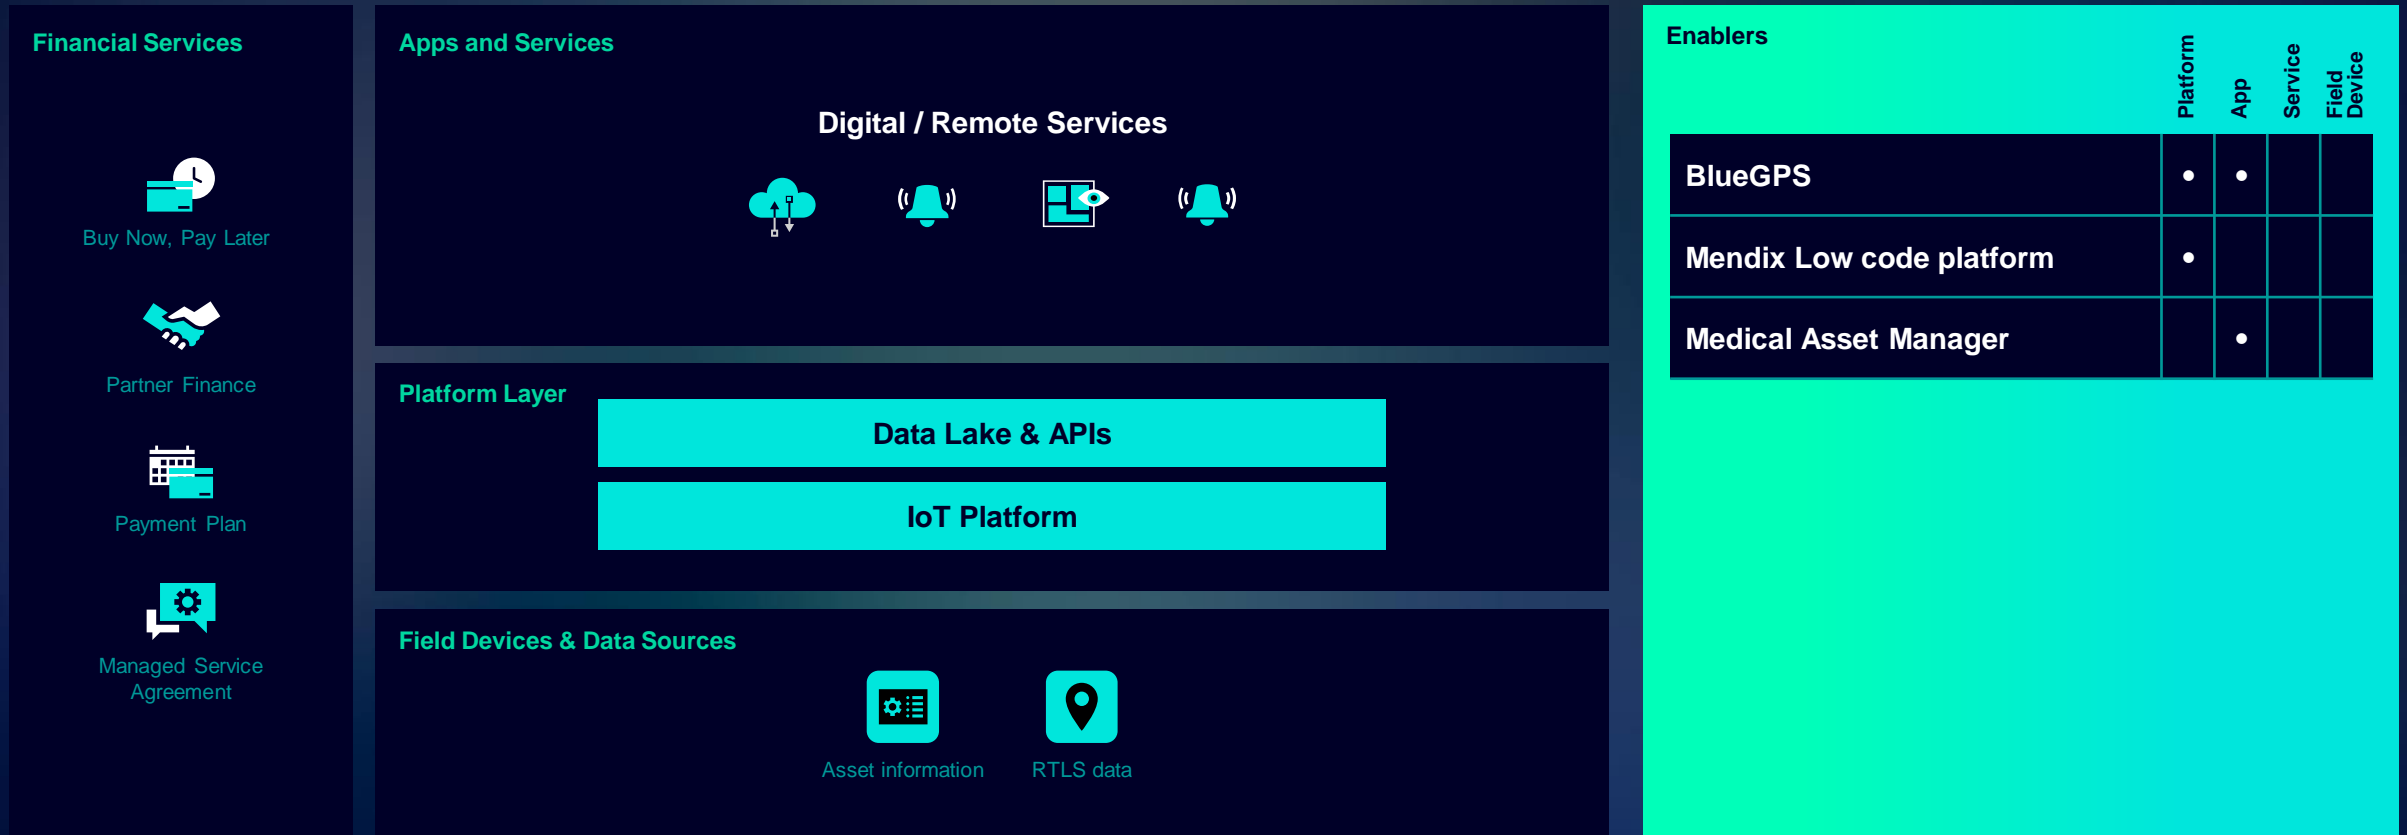 Financial Services
Buy Now, Pay Later
Partner Finance
Payment Plan
Managed Service
Agreement
Apps and Services
Digital / Remote Services
Platform Layer
Data Lake & APIs
IoT Platform
Field Devices & Data Sources
Asset information
RTLS data
Enablers
Platform
App
Service
Field
Device
BlueGPS • •
Mendix Low code platform •
Medical Asset Manager •